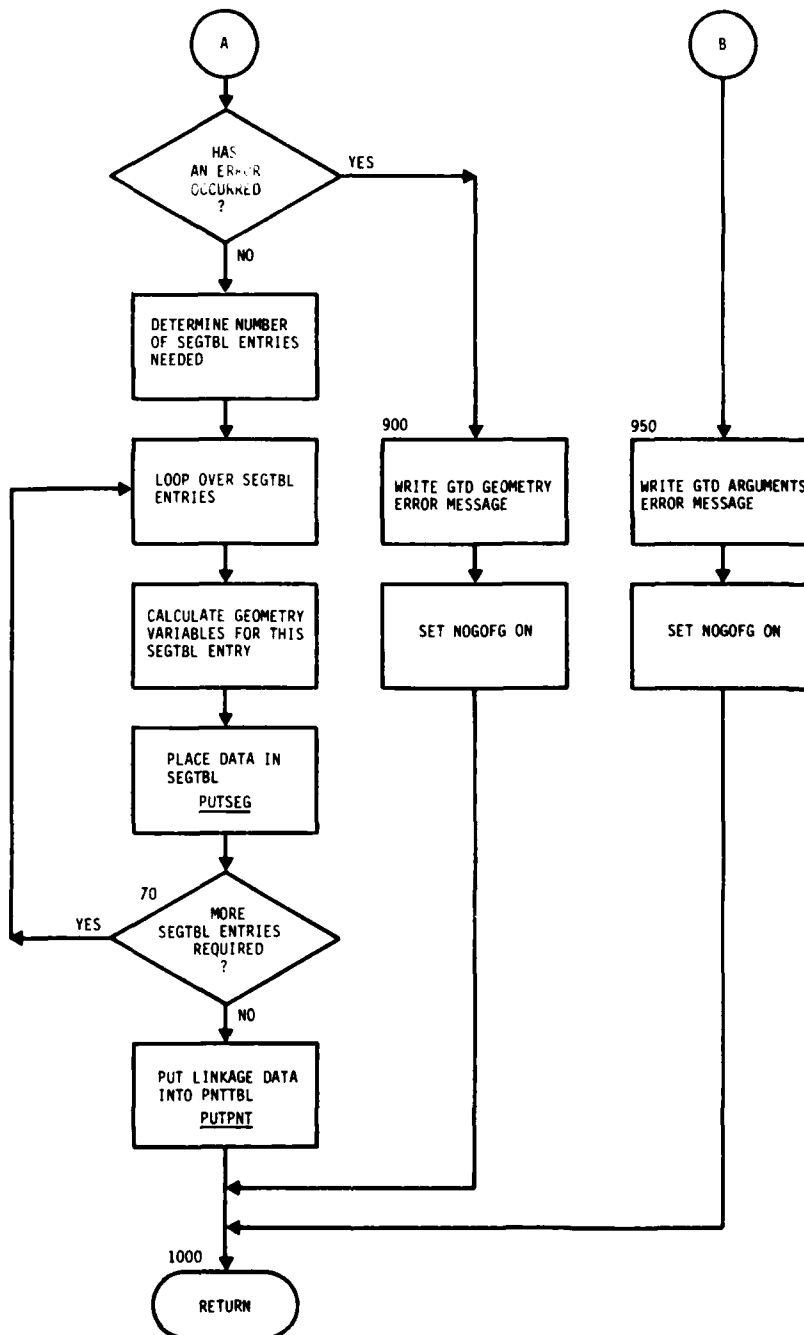 A
B
HAS
AN ERROR
OCCURRED
?
YES
NO
DETERMINE NUMBER
OF SEGTBL ENTRIES
NEEDED
900
950
LOOP OVER SEGTBL
ENTRIES
WRITE GTD GEOMETRY
ERROR MESSAGE
WRITE GTD ARGUMENTS
ERROR MESSAGE
CALCULATE GEOMETRY
VARIABLES FOR THIS
SEGTBL ENTRY
SET NOGOFG ON
SET NOGOFG ON
PLACE DATA IN
SEGTBL
PUTSEG
70
YES
MORE
SEGTBL ENTRIES
REQUIRED
?
NO
PUT LINKAGE DATA
INTO PNTTBL
PUTPNT
1000
RETURN